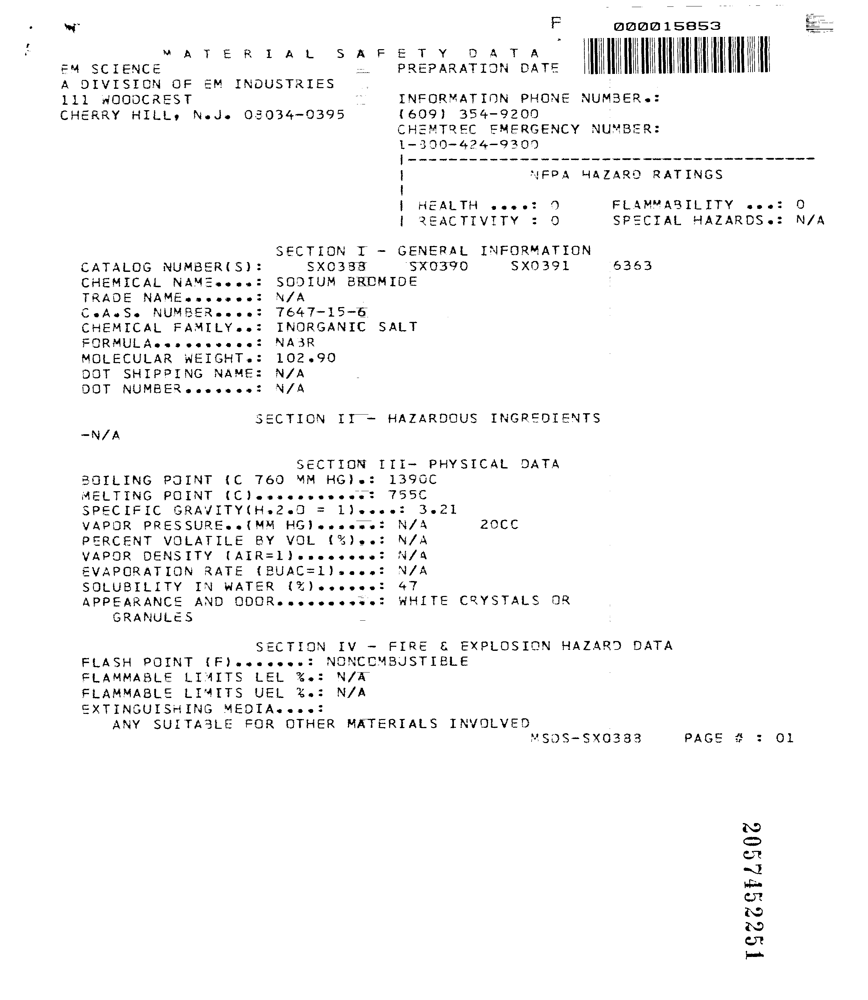 F 000015853
MATERIAL SAFETY DATA
EM SCIENCE PREPARATION DATE
A DIVISION OF EM INDUSTRIES
111 WOODCREST INFORMATION PHONE NUMBER.:
CHERRY HILL, N.J. 08034-0395 (609) 354-9200
CHEMTREC EMERGENCY NUMBER:
1-800-424-9300
|---------------------------------------
| NFPA HAZARD RATINGS
|
| HEALTH ....: 0 FLAMMABILITY ...: 0
| REACTIVITY : 0 SPECIAL HAZARDS.: N/A
SECTION I - GENERAL INFORMATION
CATALOG NUMBER(S): SX0388 SX0390 SX0391 6363
CHEMICAL NAME....: SODIUM BROMIDE
TRADE NAME.......: N/A
C.A.S. NUMBER....: 7647-15-6
CHEMICAL FAMILY..: INORGANIC SALT
FORMULA..........: NABR
MOLECULAR WEIGHT.: 102.90
DOT SHIPPING NAME: N/A
DOT NUMBER.......: N/A
SECTION II - HAZARDOUS INGREDIENTS
-N/A
SECTION III- PHYSICAL DATA
BOILING POINT (C 760 MM HG).: 1390C
MELTING POINT (C)...........: 755C
SPECIFIC GRAVITY(H.2.O = 1)....: 3.21
VAPOR PRESSURE..(MM HG)......: N/A 20CC
PERCENT VOLATILE BY VOL (%)..: N/A
VAPOR DENSITY (AIR=1)........: N/A
EVAPORATION RATE (BUAC=1)....: N/A
SOLUBILITY IN WATER (%)......: 47
APPEARANCE AND ODOR..........: WHITE CRYSTALS OR
GRANULES
SECTION IV - FIRE & EXPLOSION HAZARD DATA
FLASH POINT (F).......: NONCOMBUSTIBLE
FLAMMABLE LIMITS LEL %.: N/A
FLAMMABLE LIMITS UEL %.: N/A
EXTINGUISHING MEDIA....:
ANY SUITABLE FOR OTHER MATERIALS INVOLVED
MSDS-SX0388 PAGE # : 01
2057452251